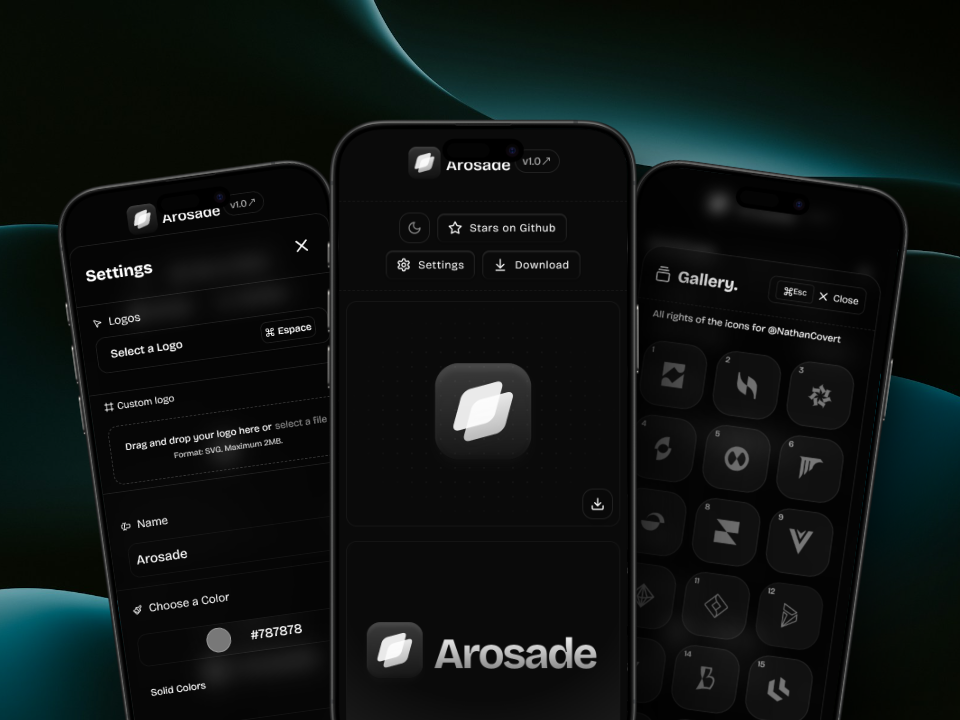 Arosade
v1.0↗
Settings
Logos
Select a Logo
⌘ Espace
Custom logo
Drag and drop your logo here or select a file
Format: SVG. Maximum 2MB.
Name
Arosade
Choose a Color
#787878
Solid Colors
Arosade
v1.0↗
Stars on Github
Settings
Download
Arosade
Gallery.
⌘Esc
Close
All rights of the icons for @NathanCovert
1
2
3
4
5
6
8
9
11
12
14
15